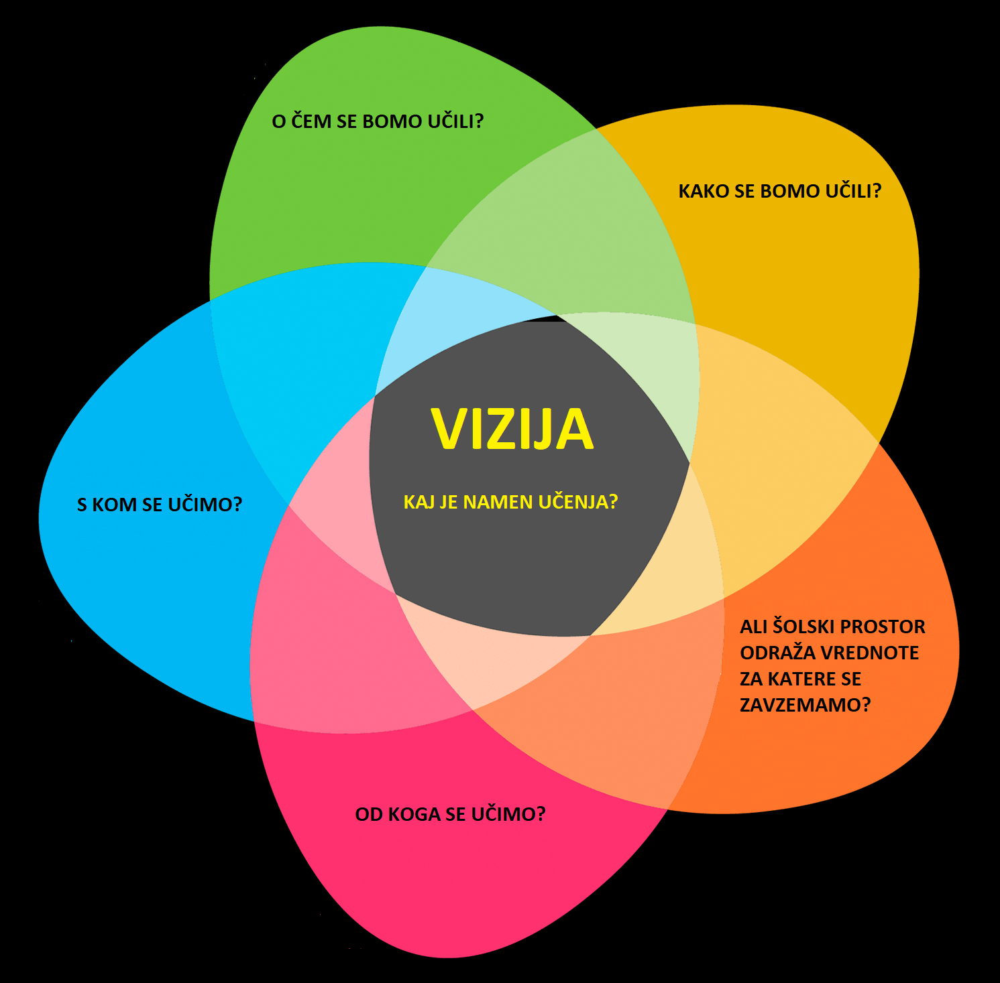 O ČEM SE BOMO UČILI?
KAKO SE BOMO UČILI?
VIZIJA
KAJ JE NAMEN UČENJA?
S KOM SE UČIMO?
ALI ŠOLSKI PROSTOR
ODRAŽA VREDNOTE
ZA KATERE SE
ZAVZEMAMO?
OD KOGA SE UČIMO?